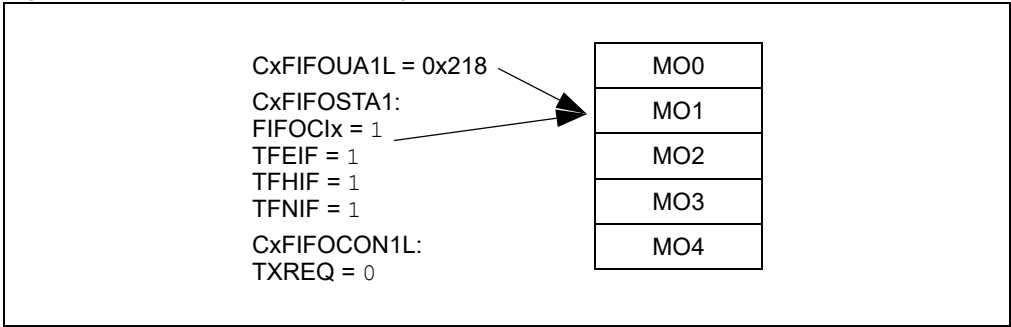 CxFIFOUA1L = 0x218
CxFIFOSTA1:
FIFOCIx = 1
TFEIF = 1
TFHIF = 1
TFNIF = 1
CxFIFOCON1L:
TXREQ = 0
MO0
MO1
MO2
MO3
MO4